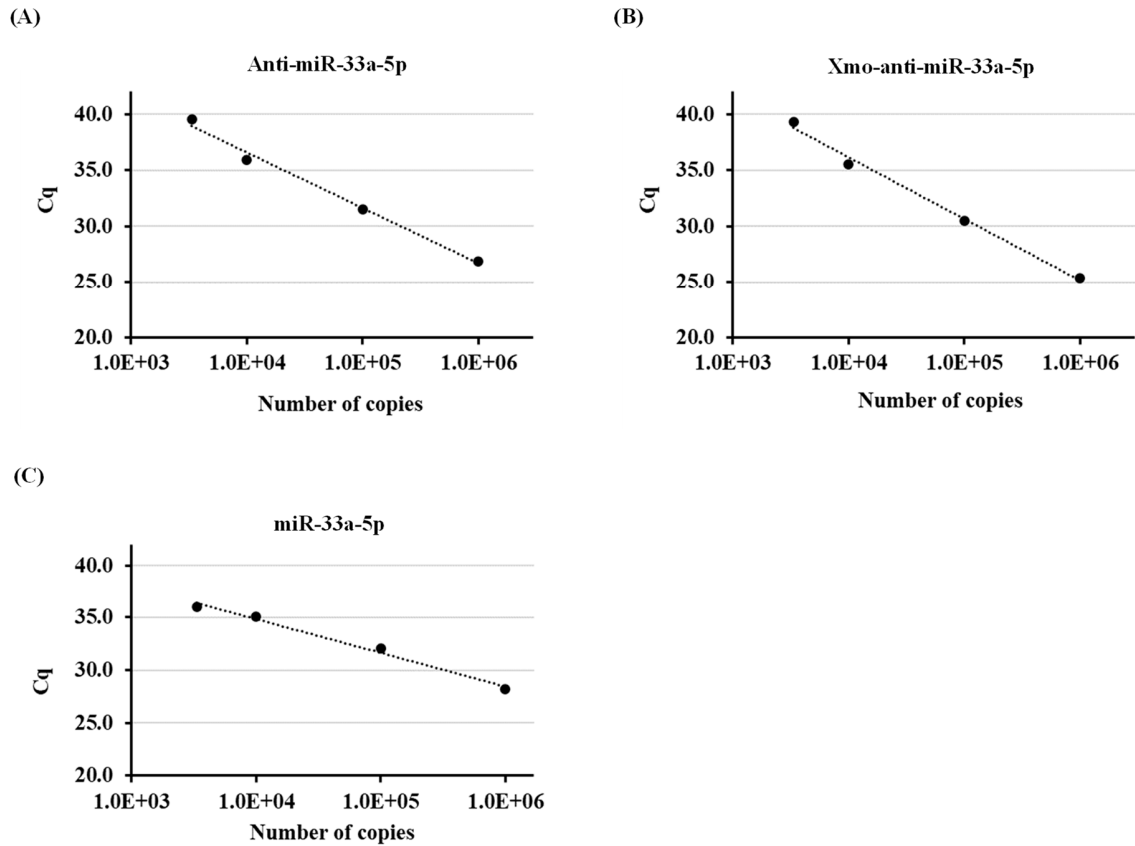 (A)
Anti-miR-33a-5p
40.0
35.0
30.0
25.0
20.0
Cq
1.0E+03 1.0E+04 1.0E+05 1.0E+06
Number of copies
(B)
Xmo-anti-miR-33a-5p
40.0
35.0
30.0
25.0
20.0
Cq
1.0E+03 1.0E+04 1.0E+05 1.0E+06
Number of copies
(C)
miR-33a-5p
40.0
35.0
30.0
25.0
20.0
Cq
1.0E+03 1.0E+04 1.0E+05 1.0E+06
Number of copies